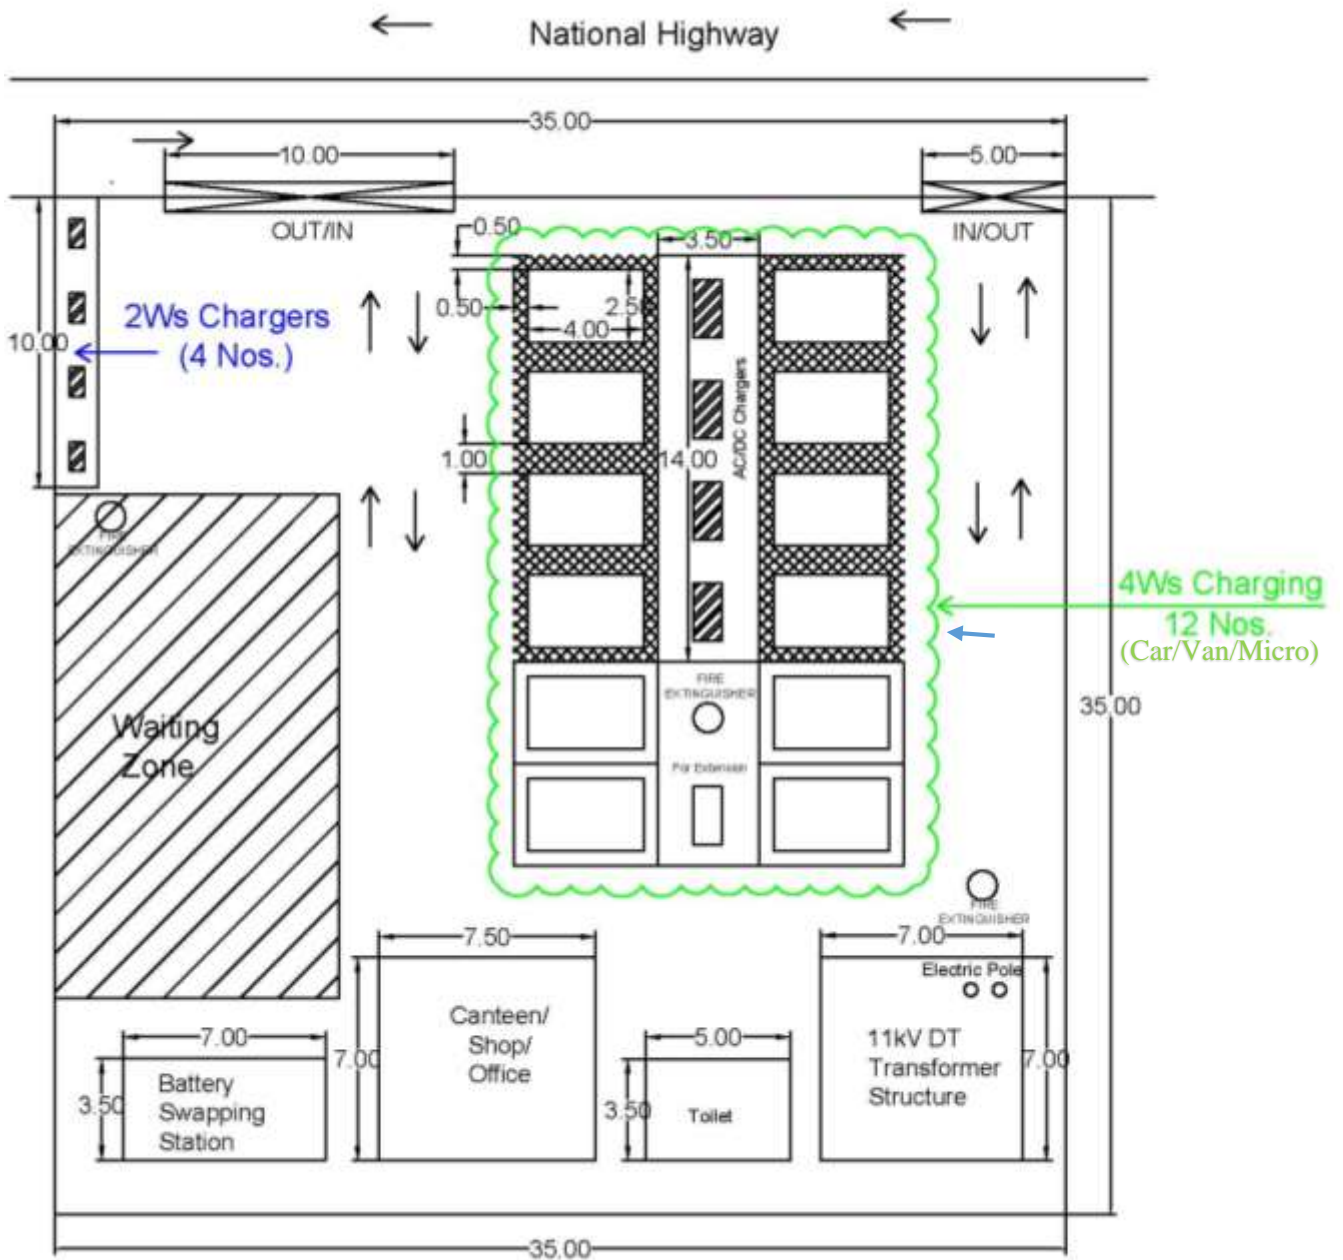 National Highway
35.00
10.00
5.00
OUT/IN
IN/OUT
0.50
3.50
0.50
2.50
4.00
2Ws Chargers
(4 Nos.)
10.00
AC/DC Chargers
1.00
14.00
FIRE
EXTINGUISHER
4Ws Charging
12 Nos.
(Car/Van/Micro)
FIRE
EXTINGUISHER
35.00
Waiting
Zone
For Extension
FIRE
EXTINGUISHER
7.50
7.00
Electric Pole
Canteen/
Shop/
Office
7.00
5.00
11kV DT
Transformer
Structure
7.00
7.00
3.50
Battery
Swapping
Station
3.50
Toilet
35.00